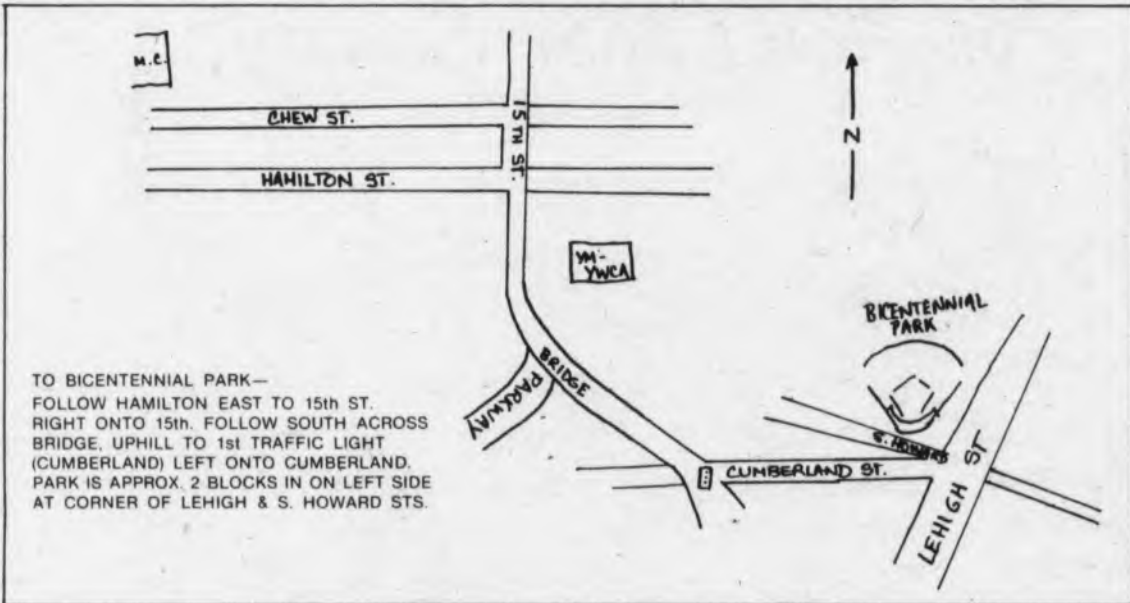 M.C.
CHEW ST.
15TH ST.
HAMILTON ST.
N
YM-
YWCA
BICENTENNIAL
PARK
BRIDGE
PARKWAY
S. HOWARD
CUMBERLAND ST.
LEHIGH ST
TO BICENTENNIAL PARK—
FOLLOW HAMILTON EAST TO 15th ST.
RIGHT ONTO 15th. FOLLOW SOUTH ACROSS
BRIDGE, UPHILL TO 1st TRAFFIC LIGHT
(CUMBERLAND) LEFT ONTO CUMBERLAND.
PARK IS APPROX. 2 BLOCKS IN ON LEFT SIDE
AT CORNER OF LEHIGH & S. HOWARD STS.